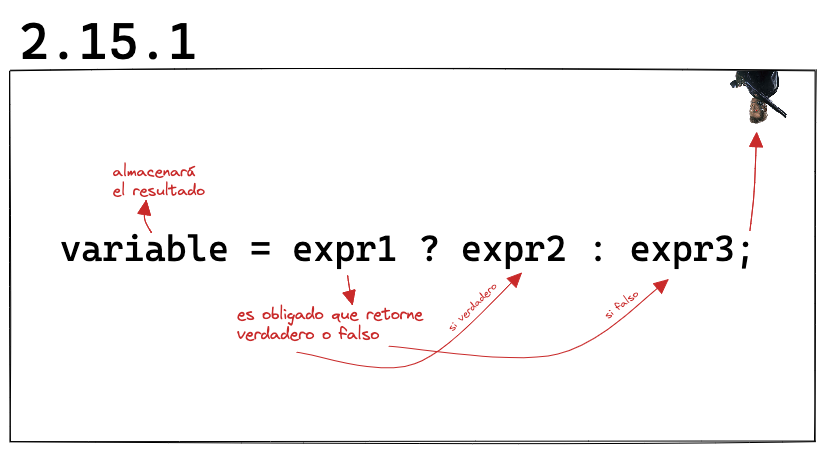 2.15.1
almacenará
el resultado
variable = expr1 ? expr2 : expr3;
es obligado que retorne
verdadero o falso
si verdadero
si falso